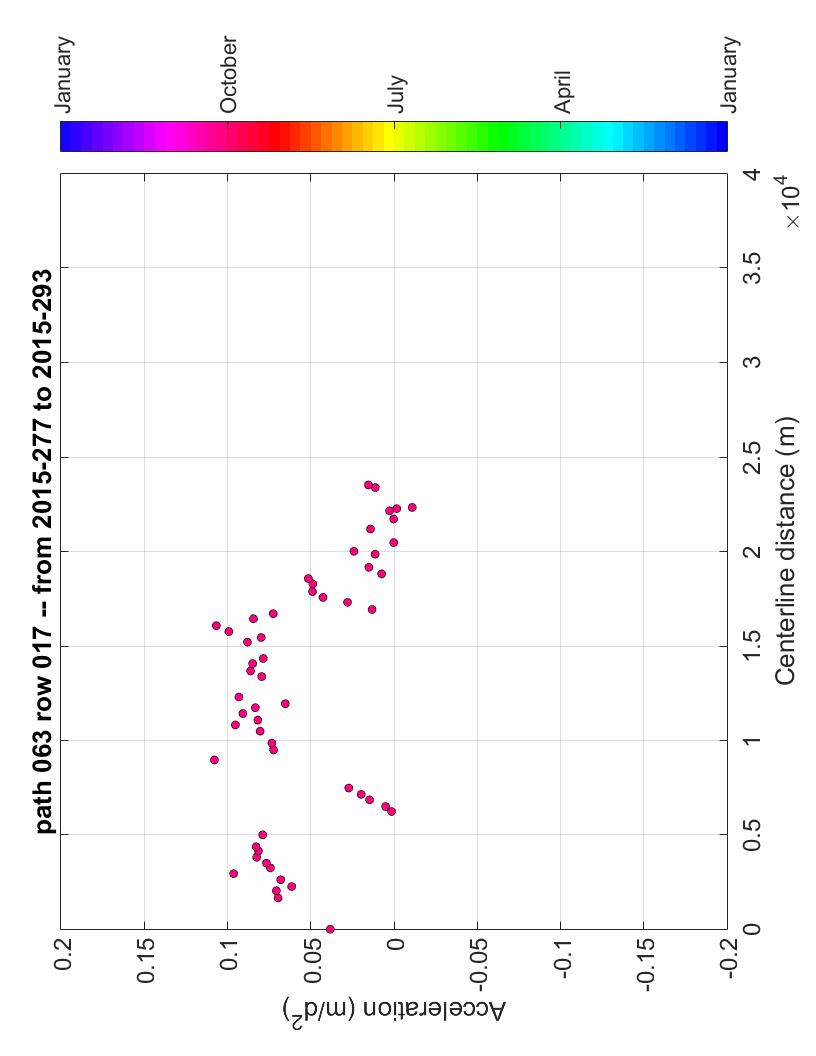 path 063 row 017 -- from 2015-277 to 2015-293
Acceleration (m/d²)
0.2
0.15
0.1
0.05
0
-0.05
-0.1
-0.15
-0.2
0
0.5
1
1.5
2
2.5
3
3.5
4
×10⁴
Centerline distance (m)
January
October
July
April
January